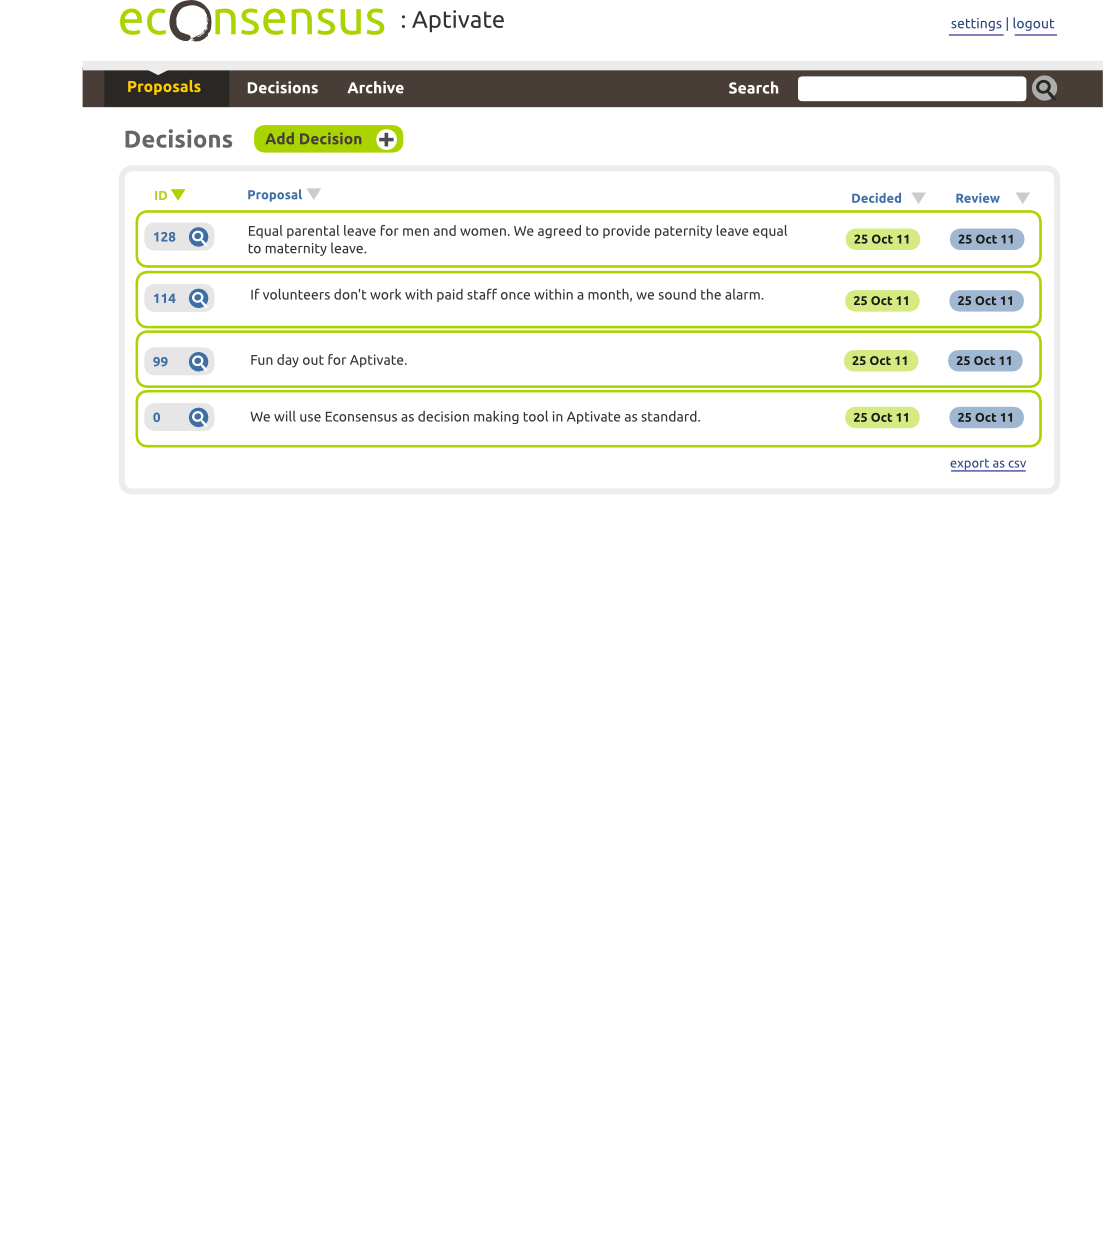 econsensus : Aptivate
settings | logout
Proposals Decisions Archive Search
Decisions Add Decision
ID Proposal Decided Review
128 Equal parental leave for men and women. We agreed to provide paternity leave equal
to maternity leave. 25 Oct 11 25 Oct 11
114 If volunteers don't work with paid staff once within a month, we sound the alarm. 25 Oct 11 25 Oct 11
99 Fun day out for Aptivate. 25 Oct 11 25 Oct 11
0 We will use Econsensus as decision making tool in Aptivate as standard. 25 Oct 11 25 Oct 11
export as csv